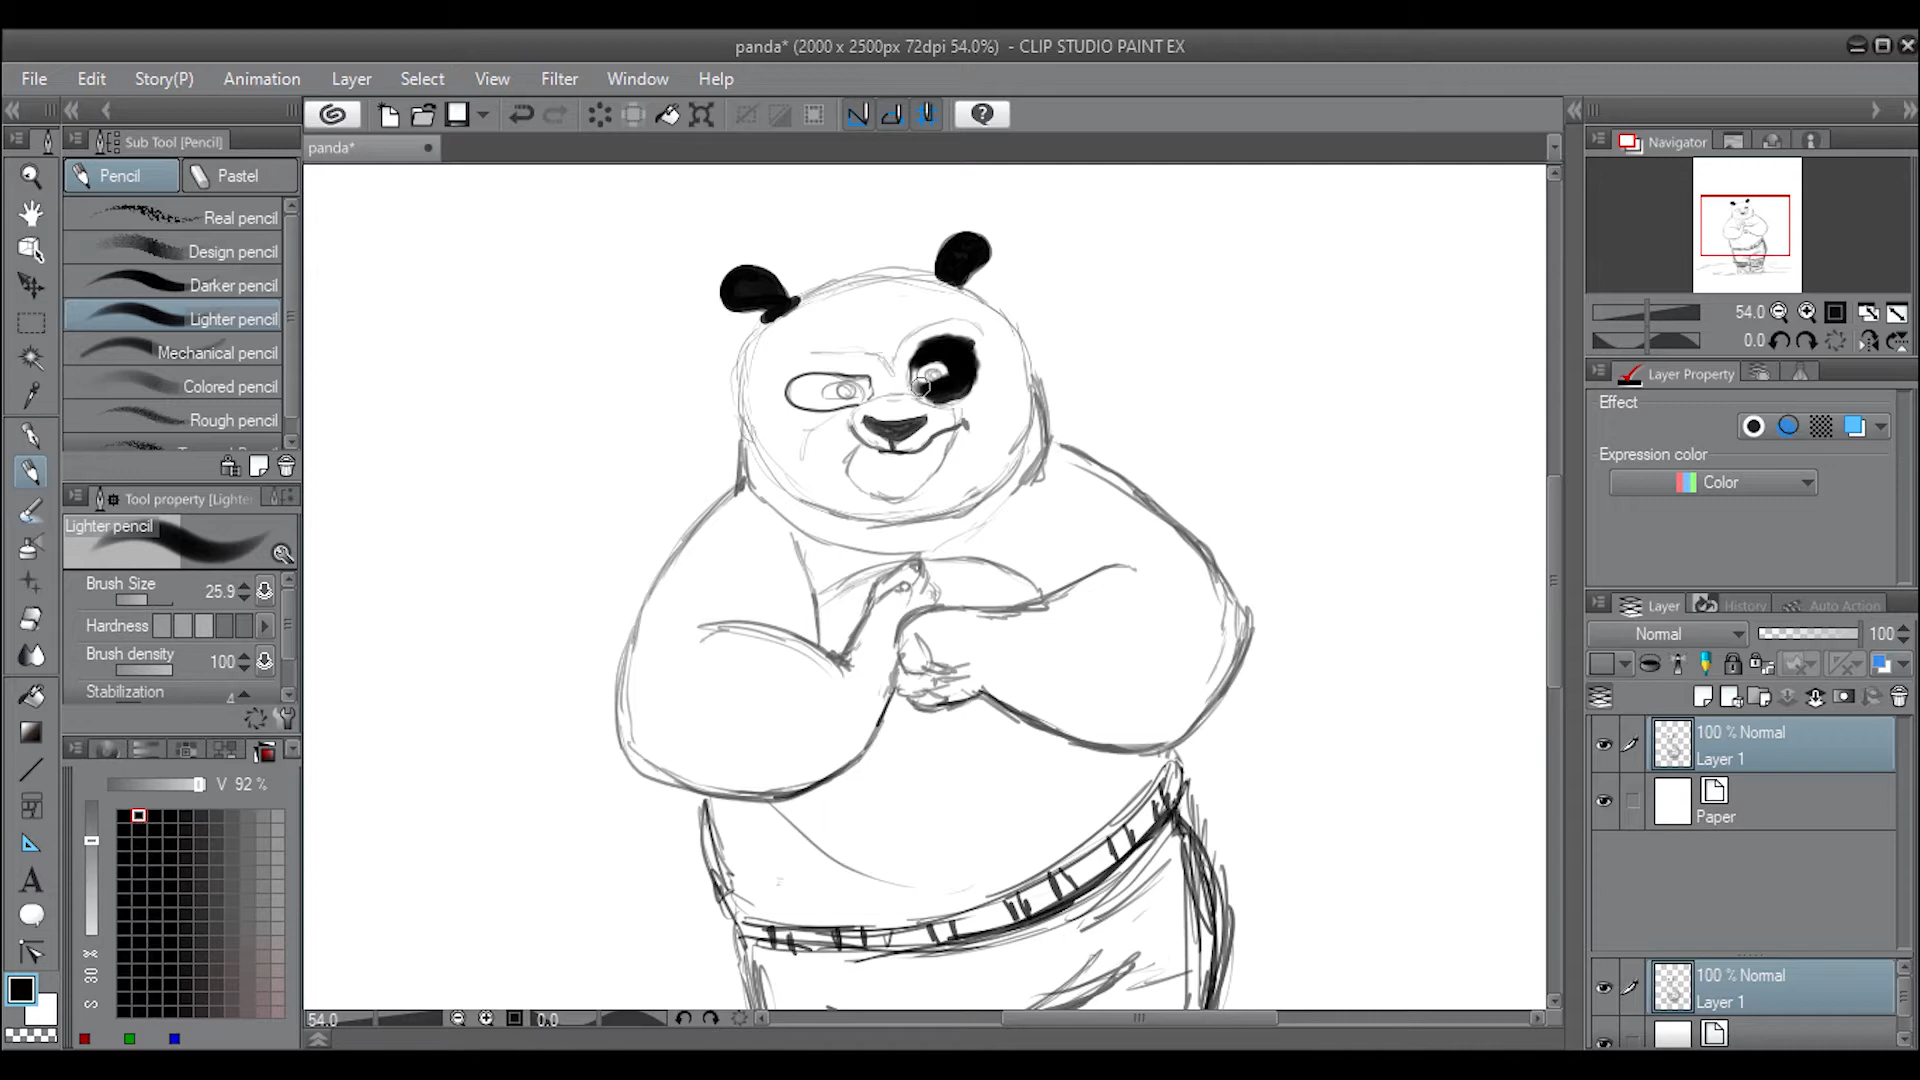 panda* (2000 x 2500px 72dpi 54.0%) - CLIP STUDIO PAINT EX
File Edit Story(P) Animation Layer Select View Filter Window Help
Sub Tool [Pencil]
panda*
Navigator
Pencil Pastel
Real pencil
Design pencil
Darker pencil
Lighter pencil
Mechanical pencil
Colored pencil
Rough pencil
54.0
0.0
Layer Property
Effect
Expression color
Color
Tool property [Lighter
Lighter pencil
Brush Size 25.9
Hardness
Brush density 100
Stabilization 4
V 92 %
Layer History Auto Action
Normal 100
100 % Normal
Layer 1
Paper
100 % Normal
Layer 1
54.0 0.0